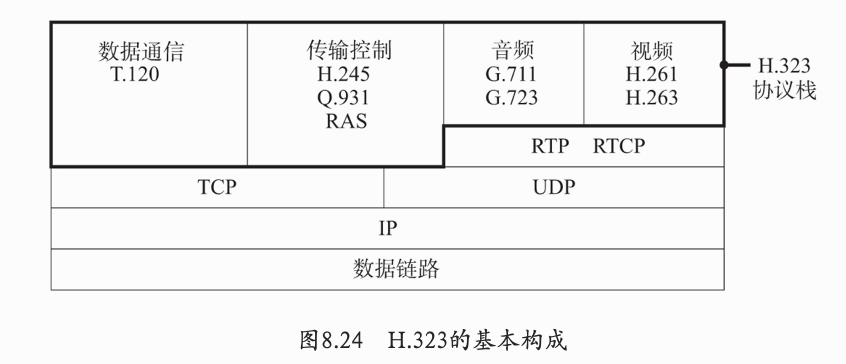 数据通信
T.120
传输控制
H.245
Q.931
RAS
音频
G.711
G.723
视频
H.261
H.263
H.323
协议栈
RTP RTCP
TCP
UDP
IP
数据链路
图8.24 H.323的基本构成